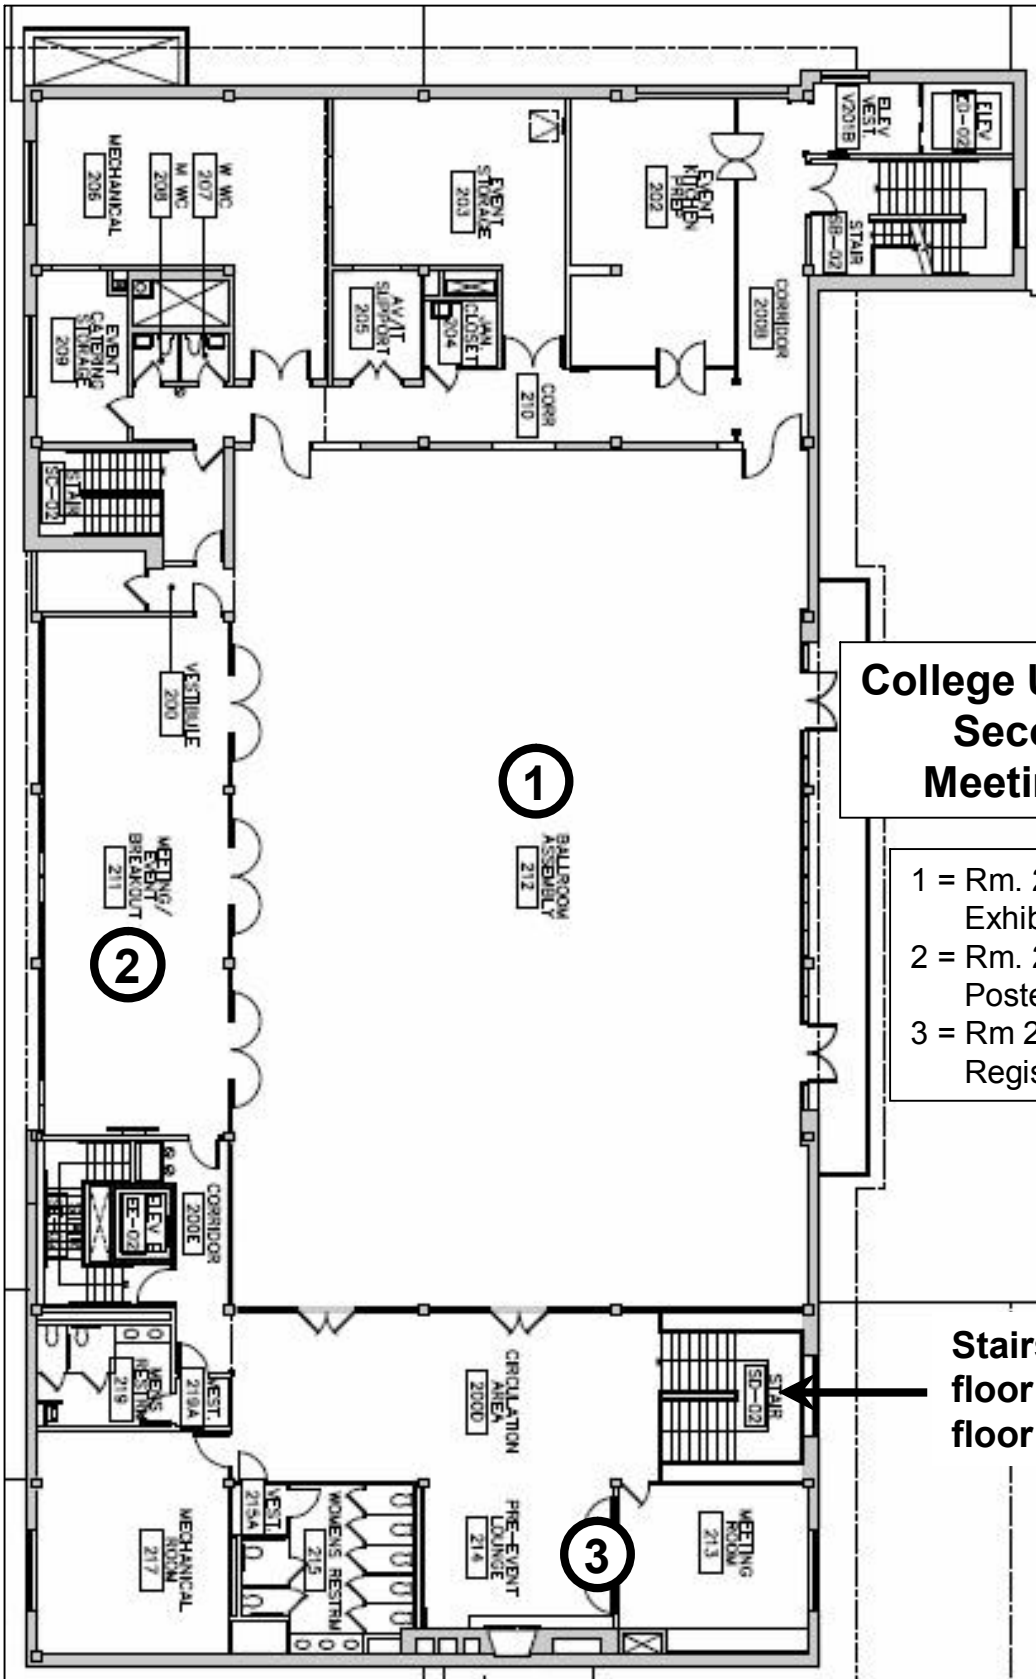 MECHANICAL
206
M WC
208
W WC
207
EVENT
STORAGE
203
EVENT
KITCHEN
PREP
202
ELEV
VEST.
V201B
ELEV
ED-02
STAIR
SB-02
CORRIDOR
200B
EVENT
CATERING
STORAGE
209
AV/IT
SUPPORT
205
JAN.
CLOSET
204
CORR
210
STAIR
SC-02
VESTIBULE
200
College U
Seco
Meetin
1
BALLROOM
ASSEMBLY
212
MEETING/
EVENT
BREAKOUT
211
2
1 = Rm. 2
Exhib
2 = Rm. 2
Poste
3 = Rm 2
Regis
ELEV E
EE-02
CORRIDOR
200E
MENS
RESTRM
219
VEST.
219A
CIRCULATION
AREA
200D
STAIR
SD-02
Stairs
floor
floor
MECHANICAL
ROOM
217
VEST.
215A
WOMENS RESTRM
215
PRE-EVENT
LOUNGE
214
3
MEETING
ROOM
213